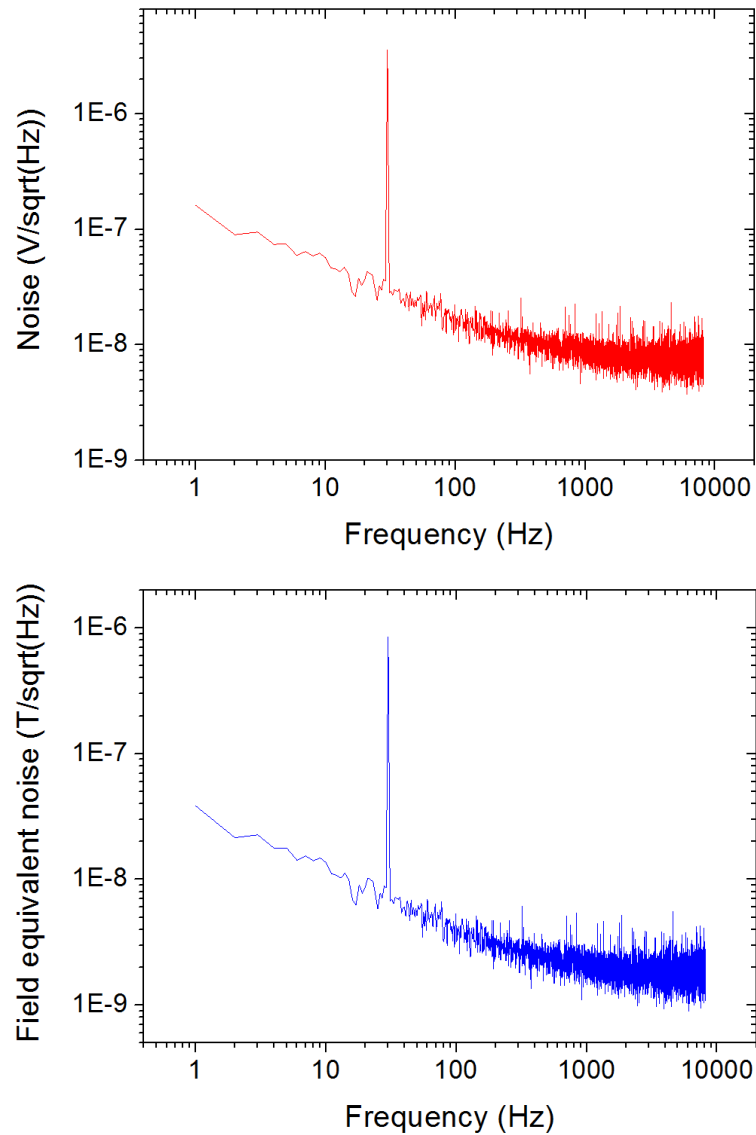 Noise (V/sqrt(Hz))
1E-6
1E-7
1E-8
1E-9
1 10 100 1000 10000
Frequency (Hz)
Field equivalent noise (T/sqrt(Hz))
1E-6
1E-7
1E-8
1E-9
1 10 100 1000 10000
Frequency (Hz)